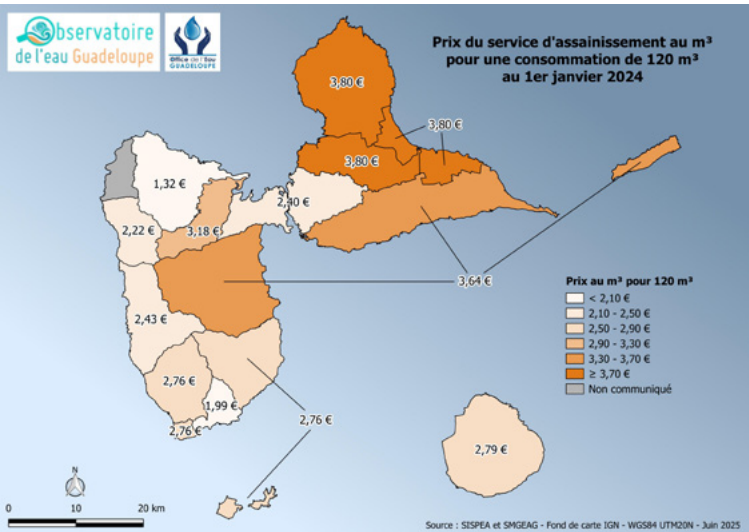 Observatoire
de l'eau Guadeloupe
Office de l'Eau
GUADELOUPE
Prix du service d'assainissement au m³
pour une consommation de 120 m³
au 1er janvier 2024
3,80 €
3,80 €
3,80 €
1,32 €
2,40 €
2,22 €
3,18 €
3,64 €
2,43 €
2,76 €
1,99 €
2,76 €
2,76 €
2,79 €
Prix au m³ pour 120 m³
< 2,10 €
2,10 - 2,50 €
2,50 - 2,90 €
2,90 - 3,30 €
3,30 - 3,70 €
≥ 3,70 €
Non communiqué
N
0 10 20 km
Source : SISPEA et SMGEAG - Fond de carte IGN - WGS84 UTM20N - Juin 2025